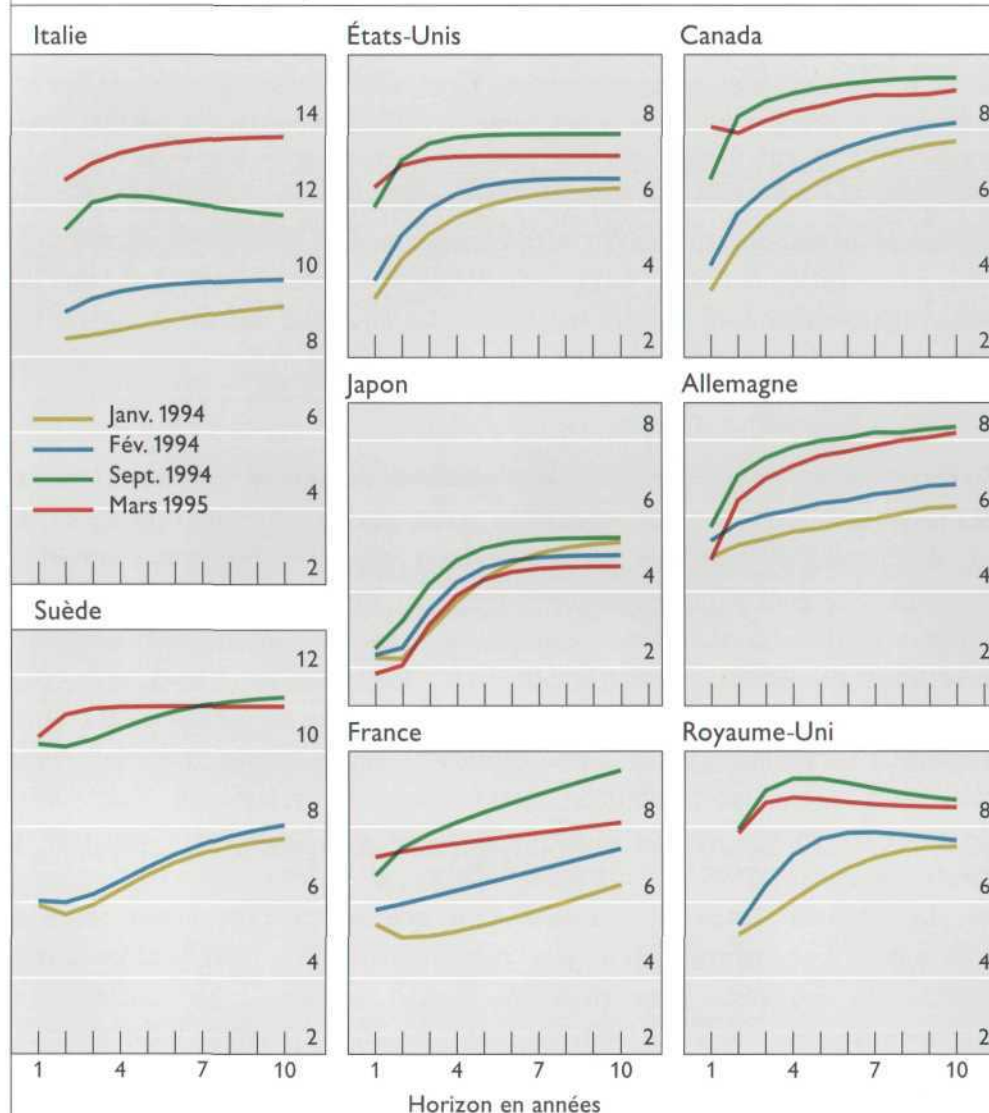 Italie
14
12
10
8
6
4
2
Janv. 1994
Fév. 1994
Sept. 1994
Mars 1995
États-Unis
8
6
4
2
Canada
8
6
4
2
Japon
8
6
4
2
Allemagne
8
6
4
2
Suède
12
10
8
6
4
2
1 4 7 10
France
8
6
4
2
1 4 7 10
Royaume-Uni
8
6
4
2
1 4 7 10
Horizon en années